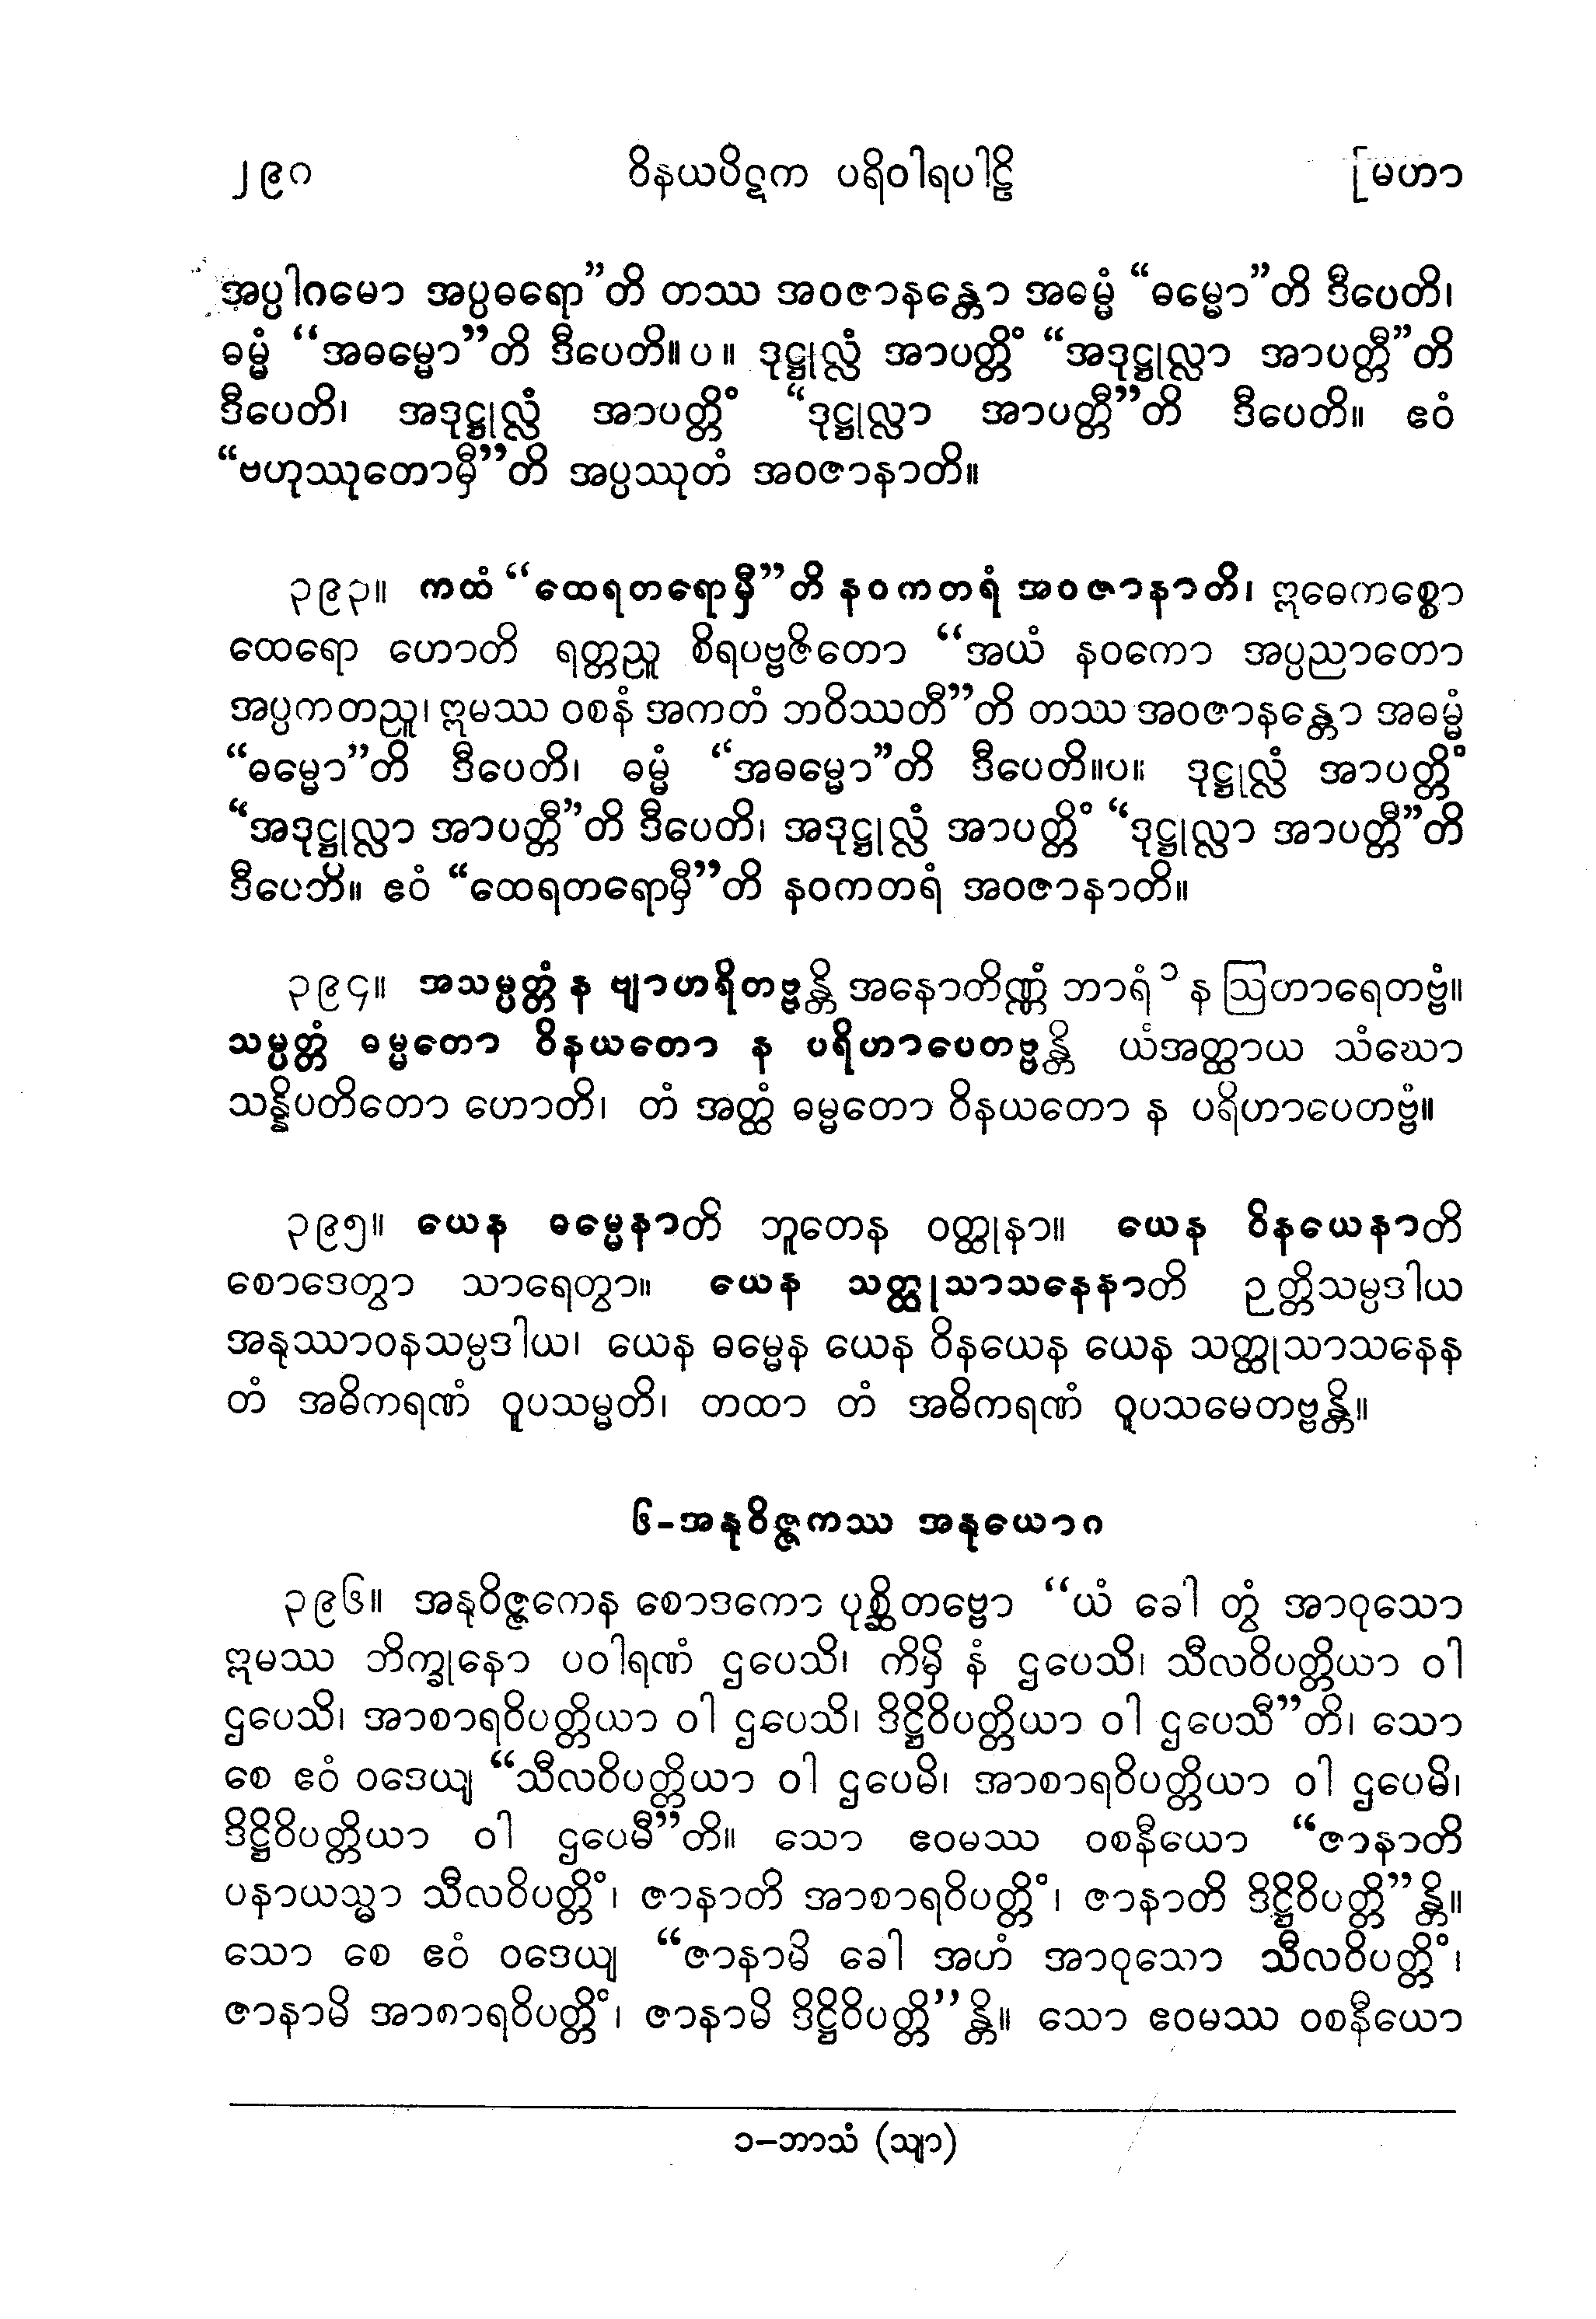 ၂၉၀ ဝိနယပိဋက ပရိဝါရပါဠိ [မဟာ
အပ္ပါဂမော အပ္ပဓရော”တိ တဿ အဝဇာနန္တော အဓမ္မံ “ဓမ္မော”တိ ဒီပေတိ၊
ဓမ္မံ “အဓမ္မော”တိ ဒီပေတိ။ ပ ။ ဒုဋ္ဌုလ္လံ အာပတ္တိံ “အဒုဋ္ဌုလ္လာ အာပတ္တီ”တိ
ဒီပေတိ၊ အဒုဋ္ဌုလ္လံ အာပတ္တိံ “ဒုဋ္ဌုလ္လာ အာပတ္တီ”တိ ဒီပေတိ။ ဧဝံ
“ဗဟုဿုတောမှီ”တိ အပ္ပဿုတံ အဝဇာနာတိ။
၃၉၃။ ကထံ “ထေရတရောမှီ”တိ နဝကတရံ အဝဇာနာတိ၊ ဣဓေကစ္စော
ထေရော ဟောတိ ရတ္တညူ စိရပဗ္ဗဇိတော “အယံ နဝကော အပ္ပညာတော
အပ္ပကတညူ၊ ဣမဿ ဝစနံ အကတံ ဘဝိဿတီ”တိ တဿ အဝဇာနန္တော အဓမ္မံ
“ဓမ္မော”တိ ဒီပေတိ၊ ဓမ္မံ “အဓမ္မော”တိ ဒီပေတိ။ပ။ ဒုဋ္ဌုလ္လံ အာပတ္တိံ
“အဒုဋ္ဌုလ္လာ အာပတ္တီ”တိ ဒီပေတိ၊ အဒုဋ္ဌုလ္လံ အာပတ္တိံ “ဒုဋ္ဌုလ္လာ အာပတ္တီ”တိ
ဒီပေတိ။ ဧဝံ “ထေရတရောမှီ”တိ နဝကတရံ အဝဇာနာတိ။
၃၉၄။ အသမ္ပတ္တံ န ဗျာဟရိတဗ္ဗန္တိ အနောတိဏ္ဏံ ဘာရံ ၁ န ဩဟာရေတဗ္ဗံ။
သမ္ပတ္တံ ဓမ္မတော ဝိနယတော န ပရိဟာပေတဗ္ဗန္တိ ယံအတ္ထာယ သံဃော
သန္နိပတိတော ဟောတိ၊ တံ အတ္ထံ ဓမ္မတော ဝိနယတော န ပရိဟာပေတဗ္ဗံ။
၃၉၅။ ယေန ဓမ္မေနာတိ ဘူတေန ဝတ္ထုနာ။ ယေန ဝိနယေနာတိ
စောဒေတွာ သာရေတွာ။ ယေန သတ္ထုသာသနေနာတိ ဉတ္တိသမ္ပဒါယ
အနုဿာဝနသမ္ပဒါယ၊ ယေန ဓမ္မေန ယေန ဝိနယေန ယေန သတ္ထုသာသနေန
တံ အဓိကရဏံ ဝူပသမ္မတိ၊ တထာ တံ အဓိကရဏံ ဝူပသမေတဗ္ဗန္တိ။
၆-အနုဝိဇ္ဇကဿ အနုယောဂ
၃၉၆။ အနုဝိဇ္ဇကေန စောဒကော ပုစ္ဆိတဗ္ဗော “ယံ ခေါ တွံ အာဝုသော
ဣမဿ ဘိက္ခုနော ပဝါရဏံ ဌပေသိ၊ ကိမှိ နံ ဌပေသိ၊ သီလဝိပတ္တိယာ ဝါ
ဌပေသိ၊ အာစာရဝိပတ္တိယာ ဝါ ဌပေသိ၊ ဒိဋ္ဌိဝိပတ္တိယာ ဝါ ဌပေသီ”တိ၊ သော
စေ ဧဝံ ဝဒေယျ “သီလဝိပတ္တိယာ ဝါ ဌပေမိ၊ အာစာရဝိပတ္တိယာ ဝါ ဌပေမိ၊
ဒိဋ္ဌိဝိပတ္တိယာ ဝါ ဌပေမီ”တိ။ သော ဧဝမဿ ဝစနီယော “ဇာနာတိ
ပနာယသ္မာ သီလဝိပတ္တိံ၊ ဇာနာတိ အာစာရဝိပတ္တိံ၊ ဇာနာတိ ဒိဋ္ဌိဝိပတ္တိ”န္တိ။
သော စေ ဧဝံ ဝဒေယျ “ဇာနာမိ ခေါ အဟံ အာဝုသော သီလဝိပတ္တိံ၊
ဇာနာမိ အာစာရဝိပတ္တိံ၊ ဇာနာမိ ဒိဋ္ဌိဝိပတ္တိ”န္တိ။ သော ဧဝမဿ ဝစနီယော
၁–ဘာသံ (သျာ)